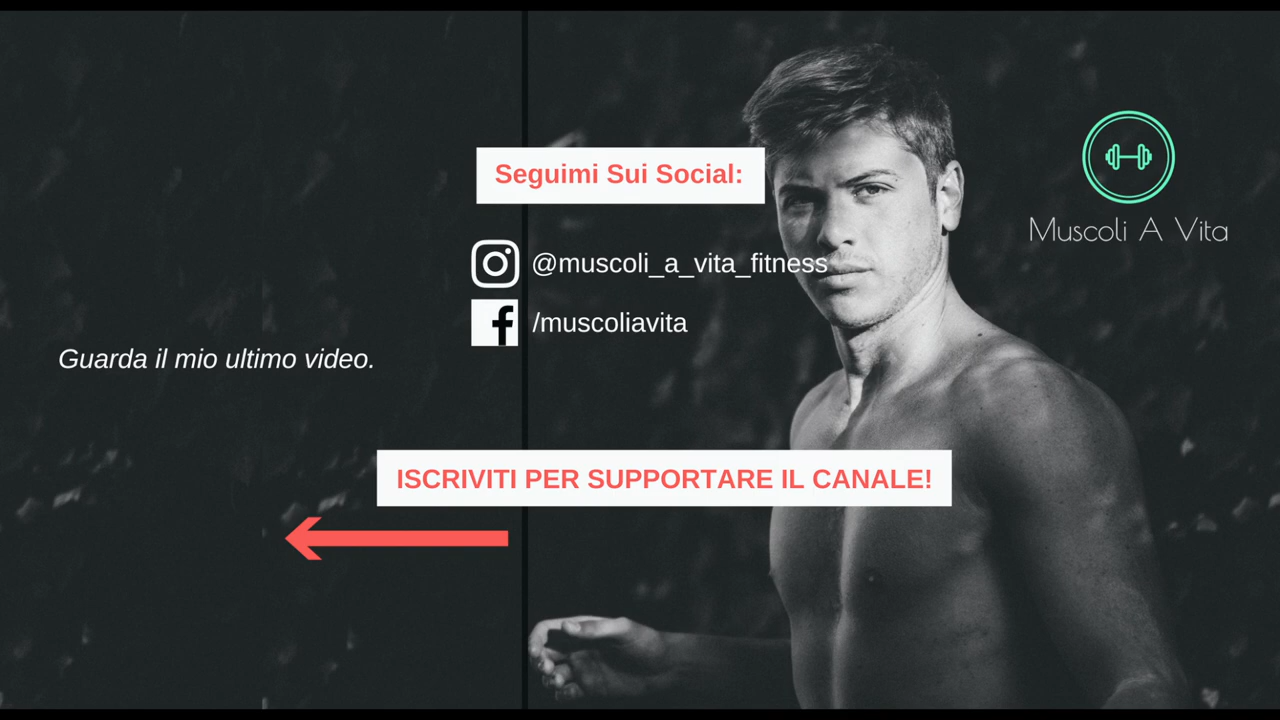 Seguimi Sui Social:
@muscoli_a_vita_fitness
/muscoliavita
Muscoli A Vita
Guarda il mio ultimo video.
ISCRIVITI PER SUPPORTARE IL CANALE!